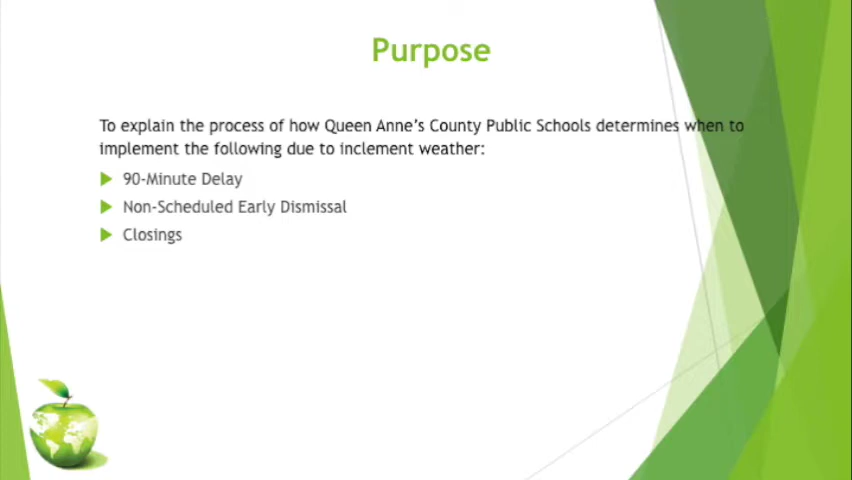 Purpose
To explain the process of how Queen Anne's County Public Schools determines when to
implement the following due to inclement weather:
90-Minute Delay
Non-Scheduled Early Dismissal
Closings